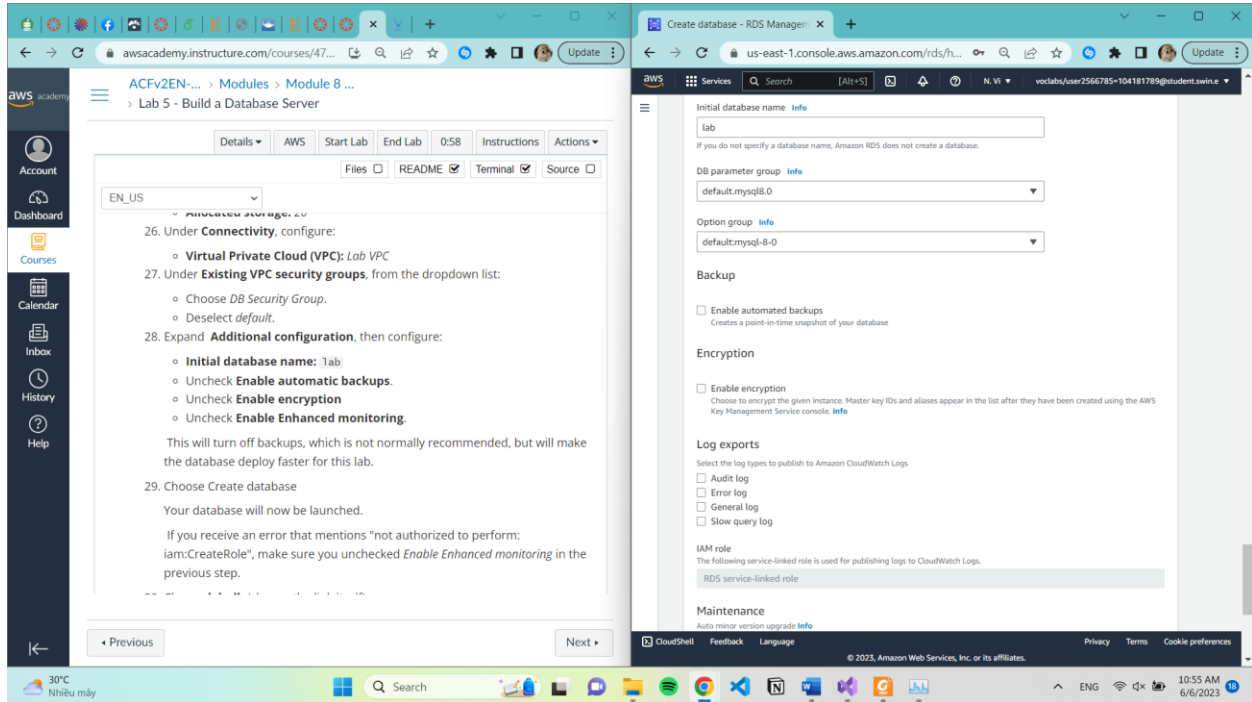 awsacademy.instructure.com/courses/47...
Update
aws academy
Account
Dashboard
Courses
Calendar
Inbox
History
Help
ACFv2EN-... > Modules > Module 8 ...
> Lab 5 - Build a Database Server
Details AWS Start Lab End Lab 0:58 Instructions Actions
Files README Terminal Source
EN_US
Allocated storage: 20
26. Under Connectivity, configure:
Virtual Private Cloud (VPC): Lab VPC
27. Under Existing VPC security groups, from the dropdown list:
Choose DB Security Group.
Deselect default.
28. Expand Additional configuration, then configure:
Initial database name: lab
Uncheck Enable automatic backups.
Uncheck Enable encryption
Uncheck Enable Enhanced monitoring.
This will turn off backups, which is not normally recommended, but will make
the database deploy faster for this lab.
29. Choose Create database
Your database will now be launched.
If you receive an error that mentions "not authorized to perform:
iam:CreateRole", make sure you unchecked Enable Enhanced monitoring in the
previous step.
Previous
Next
Create database - RDS Managem
us-east-1.console.aws.amazon.com/rds/h...
Update
aws
Services
Search [Alt+S]
N. Vi
voclabs/user2566785=104181789@student.swin.e
Initial database name Info
lab
If you do not specify a database name, Amazon RDS does not create a database.
DB parameter group Info
default.mysql8.0
Option group Info
default:mysql-8-0
Backup
Enable automated backups
Creates a point-in-time snapshot of your database
Encryption
Enable encryption
Choose to encrypt the given instance. Master key IDs and aliases appear in the list after they have been created using the AWS
Key Management Service console. Info
Log exports
Select the log types to publish to Amazon CloudWatch Logs
Audit log
Error log
General log
Slow query log
IAM role
The following service-linked role is used for publishing logs to CloudWatch Logs.
RDS service-linked role
Maintenance
Auto minor version upgrade Info
CloudShell Feedback Language
Privacy Terms Cookie preferences
© 2023, Amazon Web Services, Inc. or its affiliates.
30°C
Nhiều mây
Search
ENG
10:55 AM
6/6/2023
18